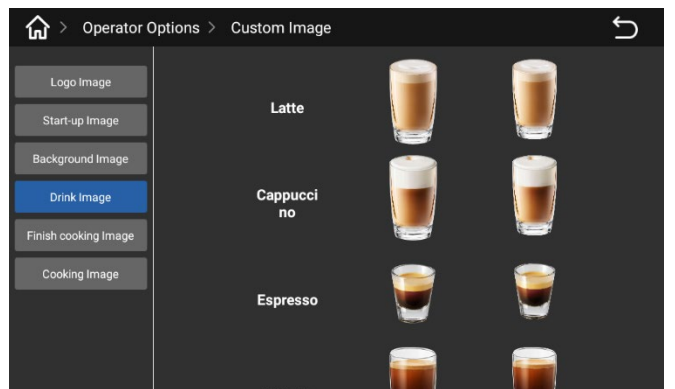 > Operator Options > Custom Image
Logo Image
Start-up Image
Background Image
Drink Image
Finish cooking Image
Cooking Image
Latte
Cappucci
no
Espresso